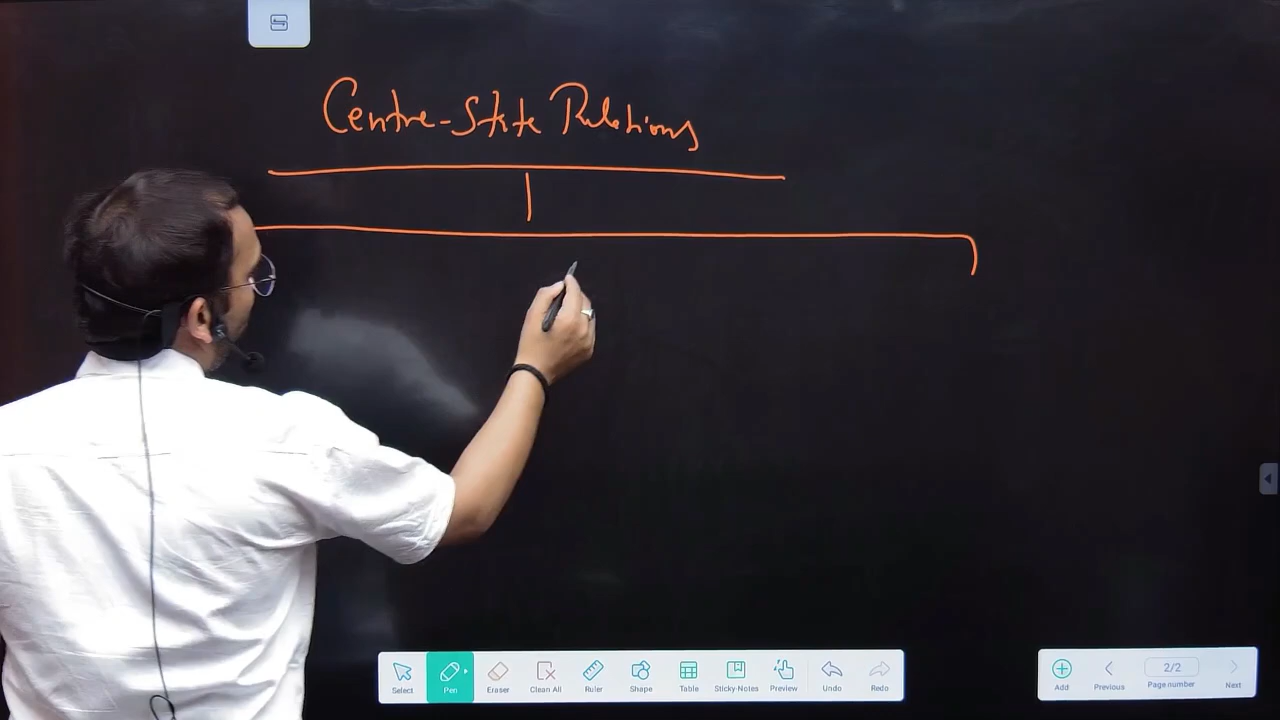 Centre-State Relations
Select
Pen
Eraser
Clean All
Ruler
Shape
Table
Sticky-Notes
Preview
Undo
Redo
Add
Previous
2/2
Page number
Next